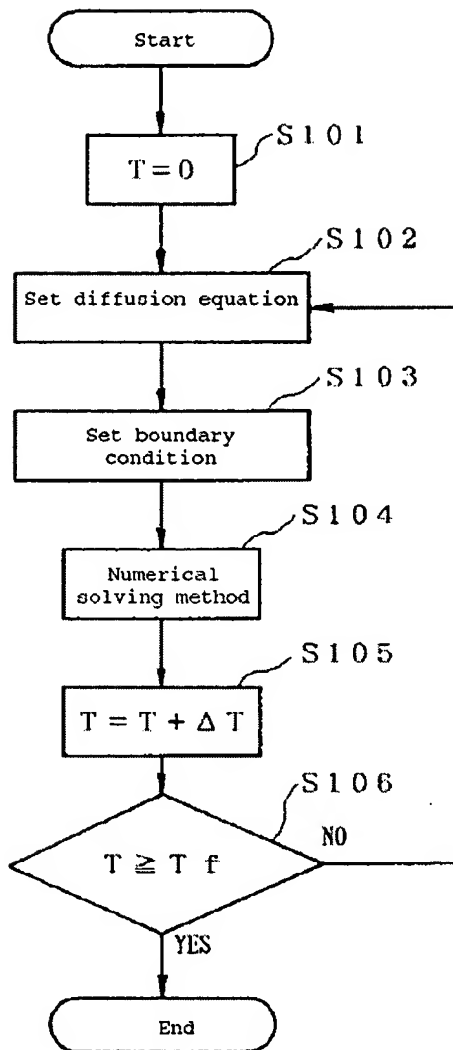 Start
S101
T=0
S102
Set diffusion equation
S103
Set boundary
condition
S104
Numerical
solving method
S105
T = T + Δ T
S106
T ≧ T f
NO
YES
End